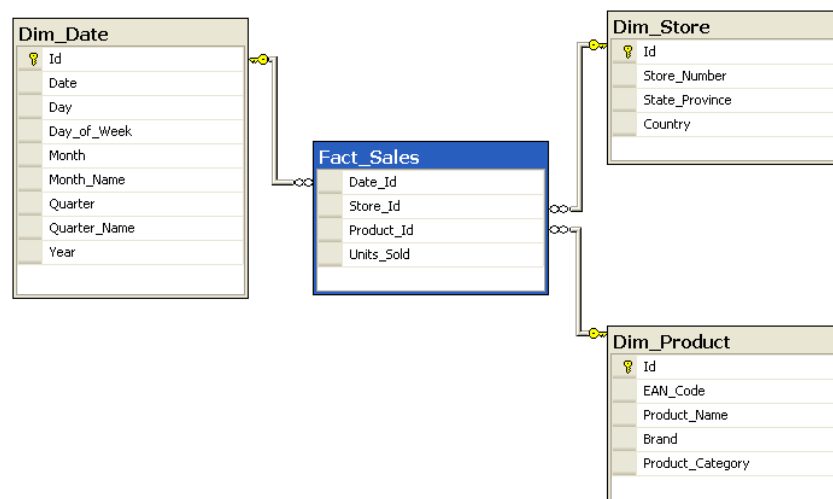 Dim_Date
Id
Date
Day
Day_of_Week
Month
Month_Name
Quarter
Quarter_Name
Year
Fact_Sales
Date_Id
Store_Id
Product_Id
Units_Sold
Dim_Store
Id
Store_Number
State_Province
Country
Dim_Product
Id
EAN_Code
Product_Name
Brand
Product_Category